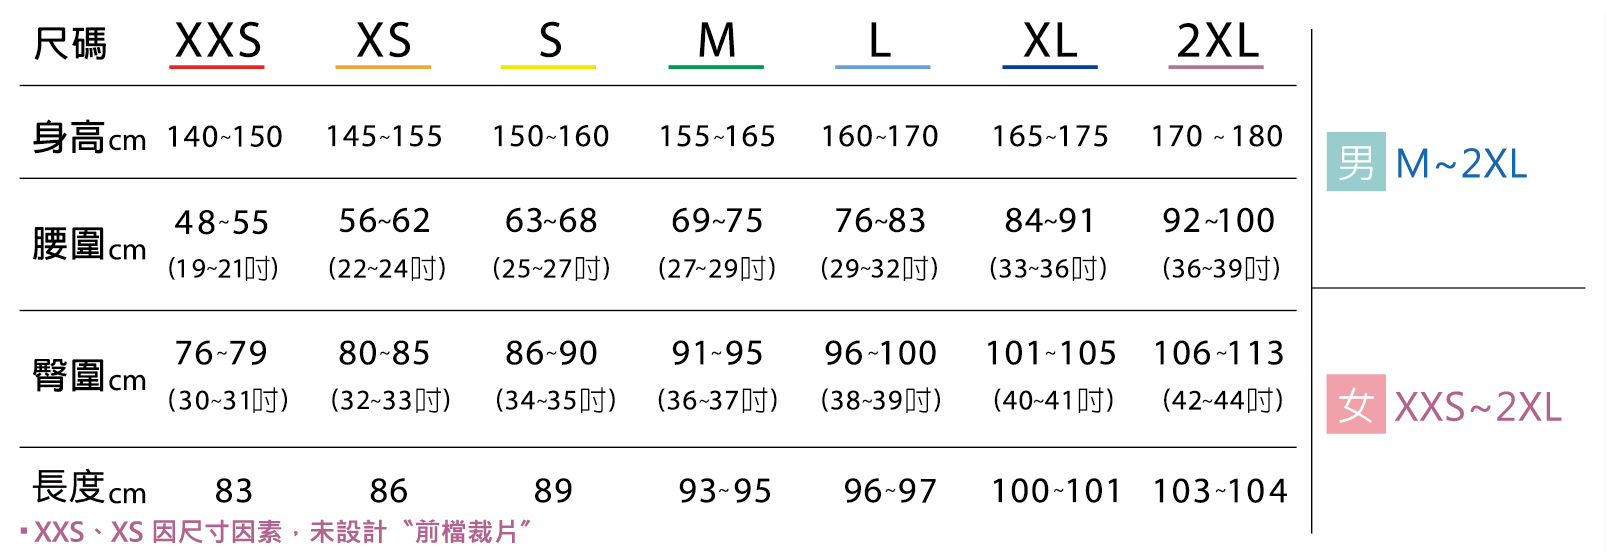 尺碼 XXS XS S M L XL 2XL
身高cm 140~150 145~155 150~160 155~165 160~170 165~175 170 ~ 180
腰圍cm 48~55 56~62 63~68 69~75 76~83 84~91 92~100
(19~21吋) (22~24吋) (25~27吋) (27~29吋) (29~32吋) (33~36吋) (36~39吋)
臀圍cm 76~79 80~85 86~90 91~95 96~100 101~105 106~113
(30~31吋) (32~33吋) (34~35吋) (36~37吋) (38~39吋) (40~41吋) (42~44吋)
長度cm 83 86 89 93~95 96~97 100~101 103~104
▪XXS、XS 因尺寸因素，未設計〝前檔裁片〞
男 M~2XL
女 XXS~2XL